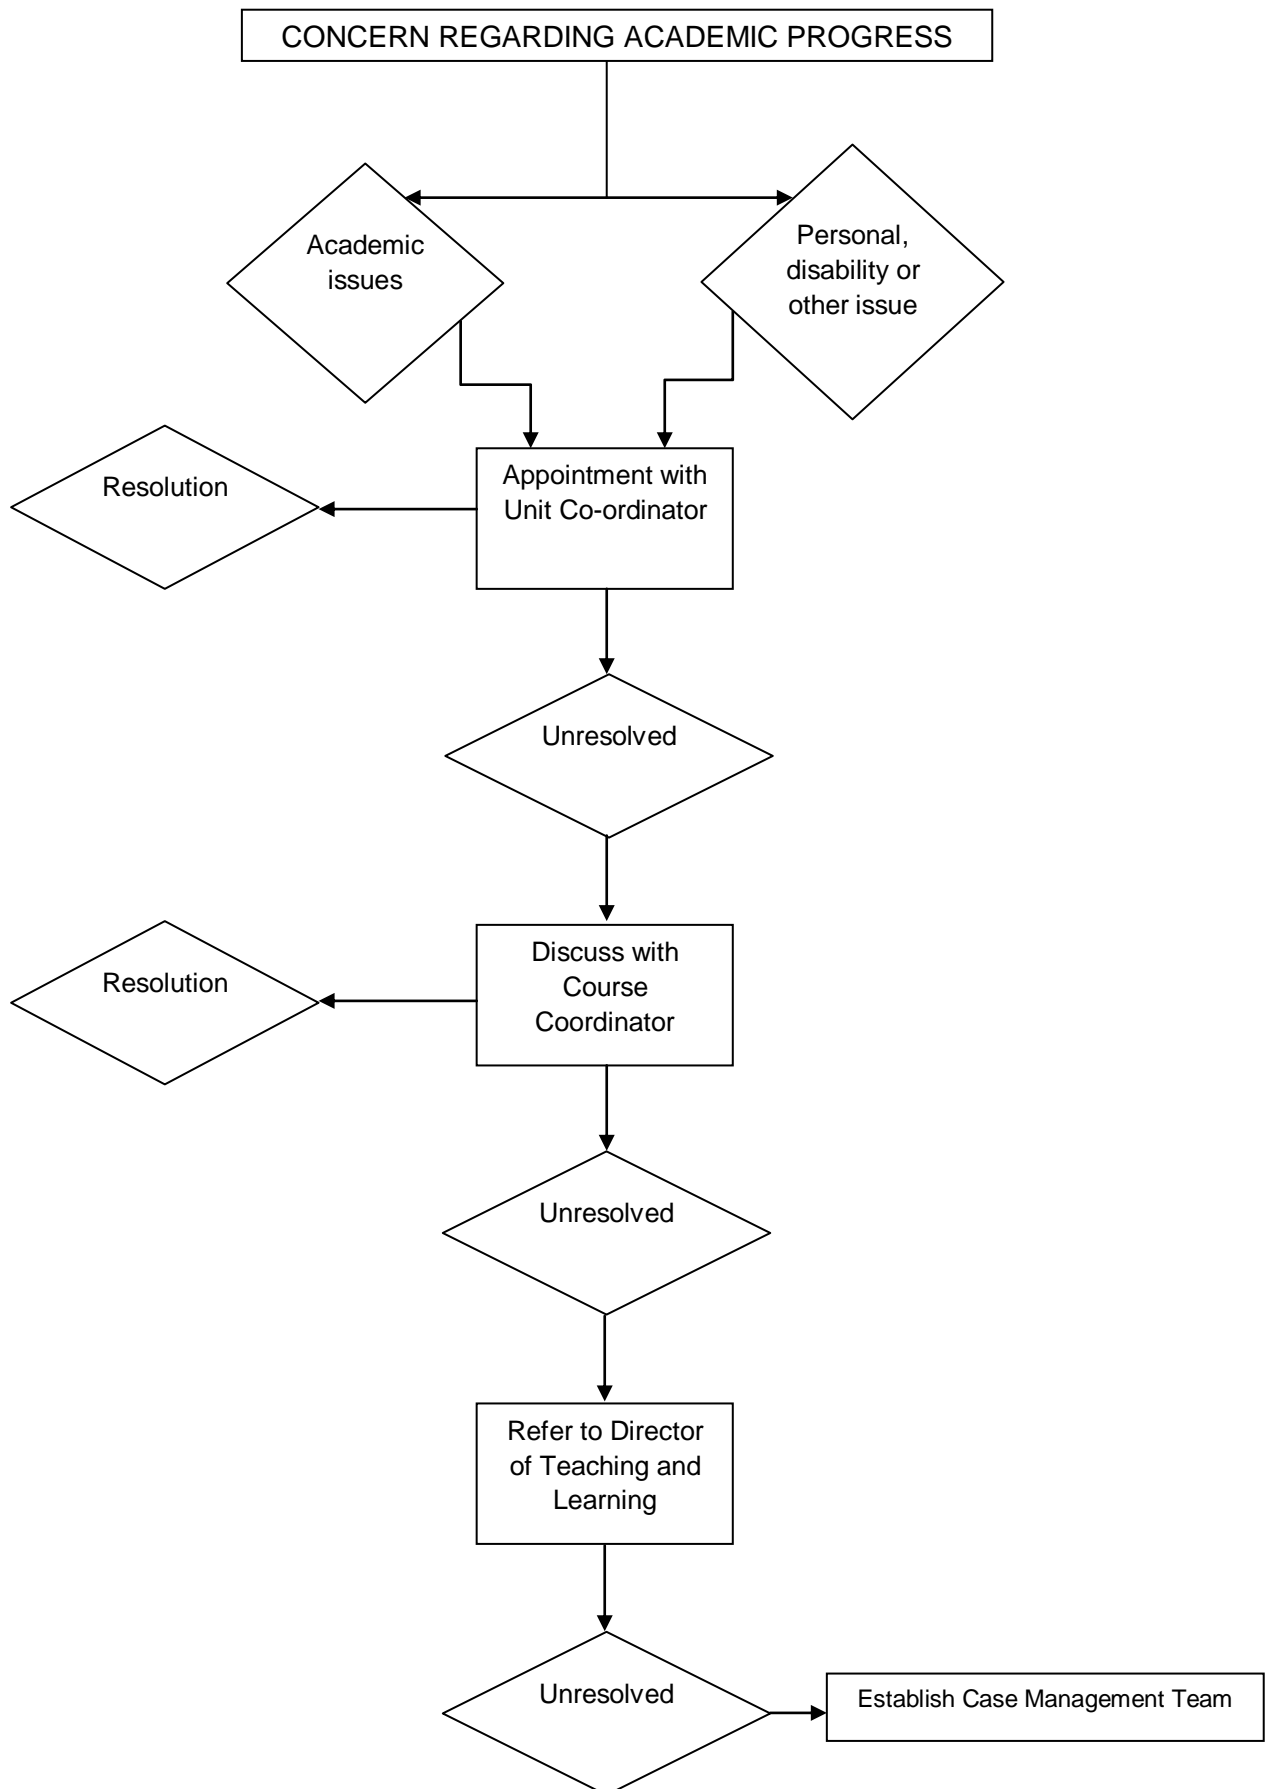 CONCERN REGARDING ACADEMIC PROGRESS
Academic
issues
Personal,
disability or
other issue
Appointment with
Unit Co-ordinator
Resolution
Unresolved
Discuss with
Course
Coordinator
Resolution
Unresolved
Refer to Director
of Teaching and
Learning
Unresolved
Establish Case Management Team